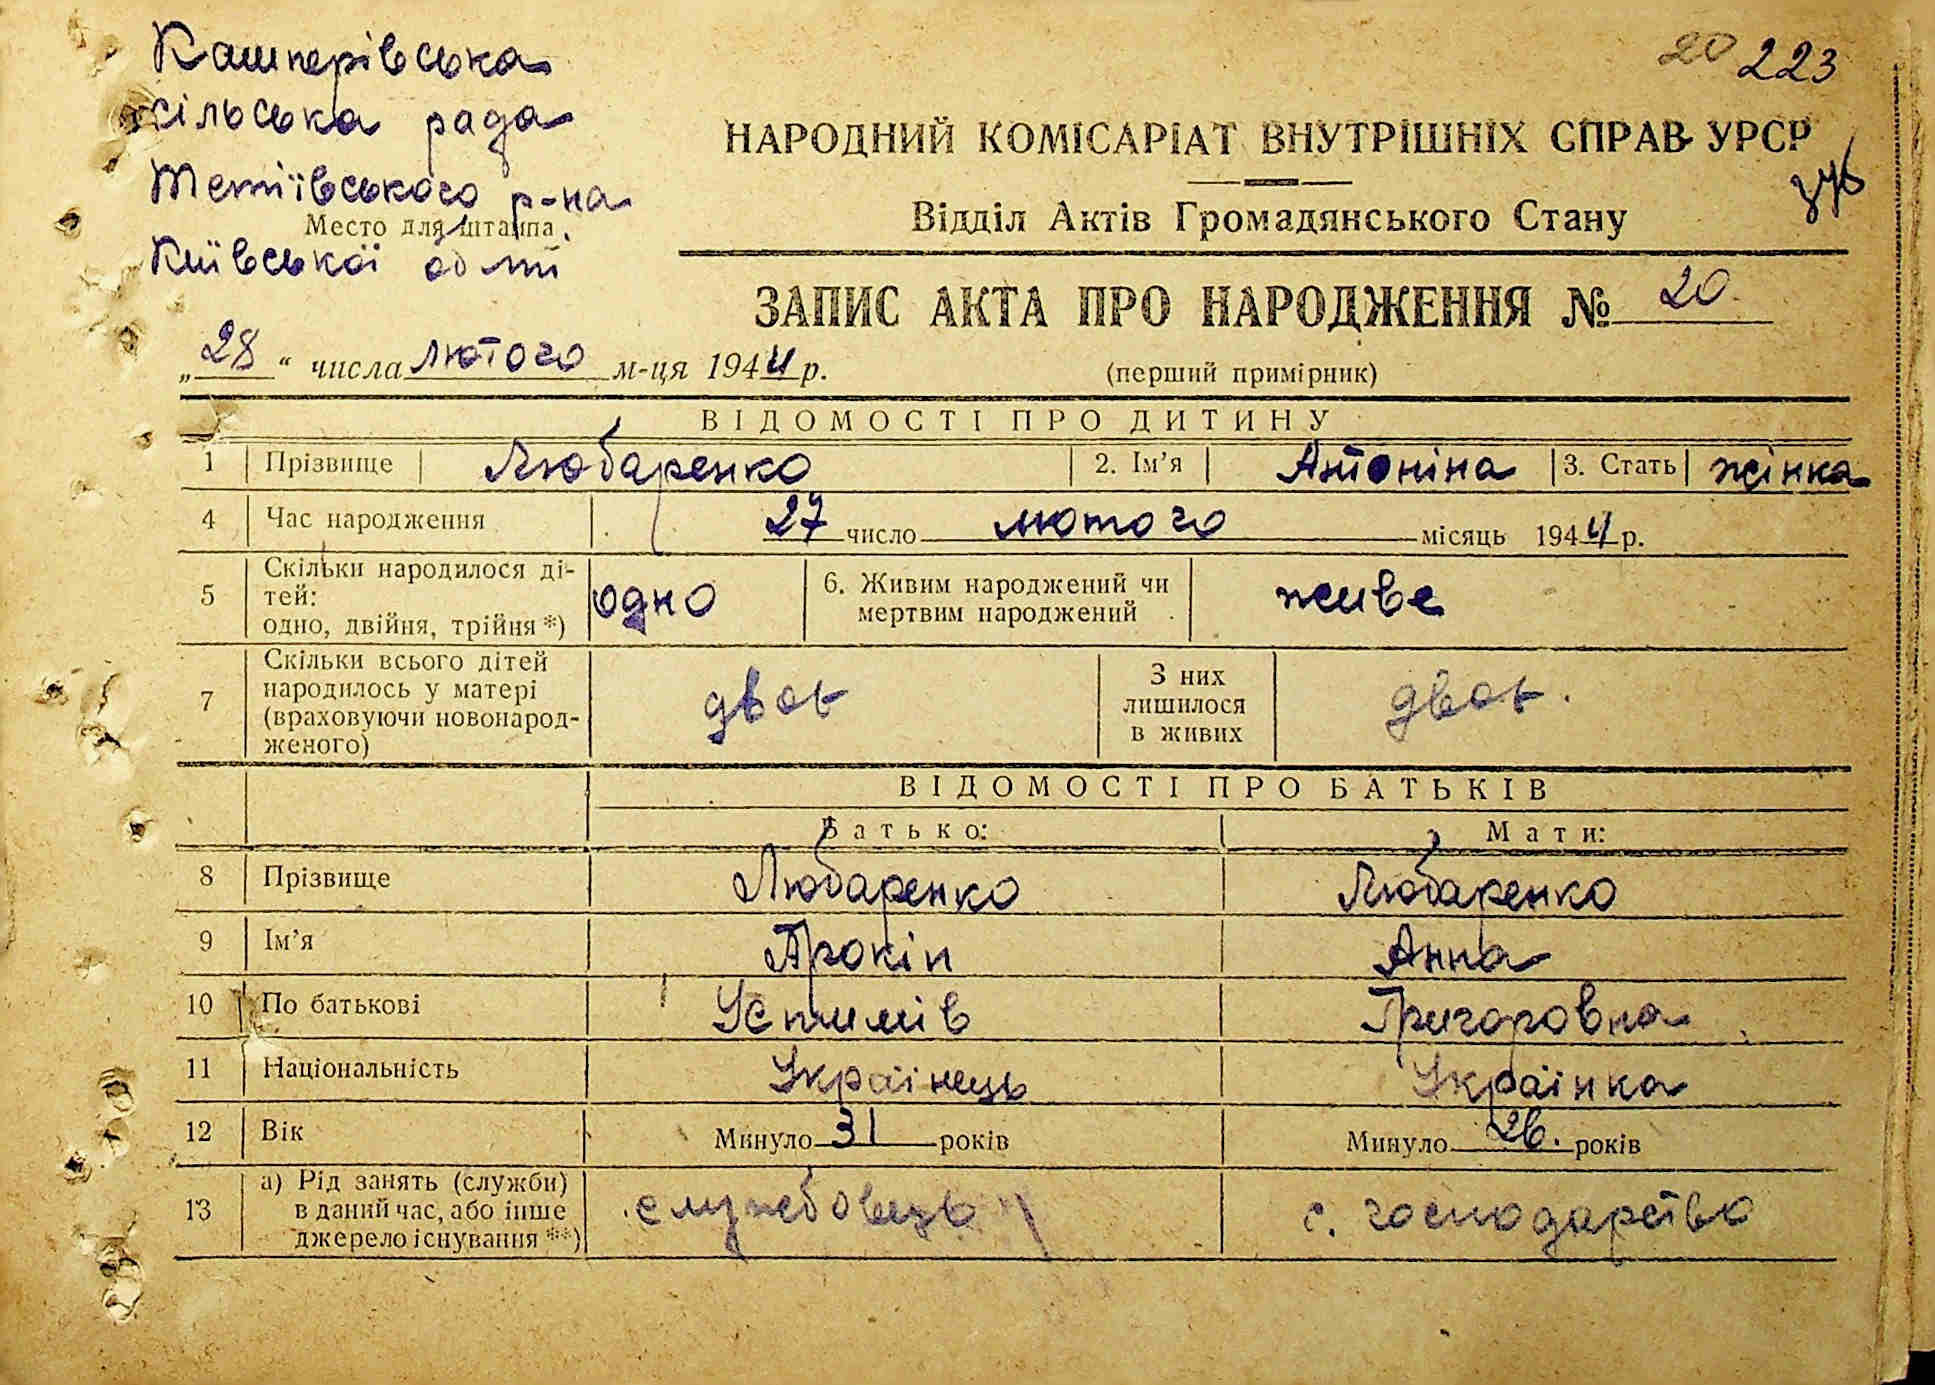 Кашперівська
сільська рада
Тетіївського р-на
Место для штампа.
Київської обл.
20 223
НАРОДНИЙ КОМІСАРІАТ ВНУТРІШНІХ СПРАВ УРСР
Відділ Актів Громадянського Стану
ЗАПИС АКТА ПРО НАРОДЖЕННЯ № 20
„28“ числа лютого м-ця 1944 р. (перший примірник)
ВІДОМОСТІ ПРО ДИТИНУ
1 Прізвище Любаренко 2. Ім’я Антоніна 3. Стать жінка
4 Час народження 27 число лютого місяць 1944 р.
5 Скільки народилося ді-
тей:
одно, двійня, трійня *) одно 6. Живим народжений чи
мертвим народжений живе
7 Скільки всього дітей
народилось у матері
(враховуючи новонарод-
женого) двоє З них
лишилося
в живих двоє.
ВІДОМОСТІ ПРО БАТЬКІВ
Батько: Мати:
8 Прізвище Любаренко Любаренко
9 Ім’я Прокіп Анна
10 По батькові Устимів Григоровна
11 Національність Українець Українка
12 Вік Минуло 31 років Минуло 26. років
13 а) Рід занять (служби)
в даний час, або інше
джерело існування **) службовець с. господарство